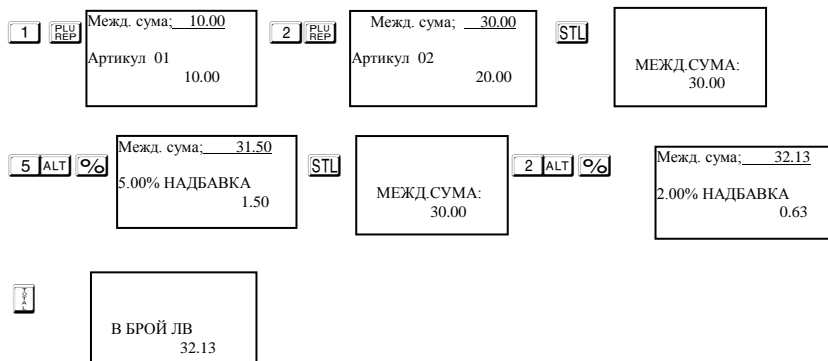 1 PLU REP
Межд. сума; 10.00
Артикул 01
10.00
2 PLU REP
Межд. сума; 30.00
Артикул 02
20.00
STL
МЕЖД.СУМА:
30.00
5 ALT %
Межд. сума; 31.50
5.00% НАДБАВКА
1.50
STL
МЕЖД.СУМА:
30.00
2 ALT %
Межд. сума; 32.13
2.00% НАДБАВКА
0.63
TOTAL
В БРОЙ ЛВ
32.13